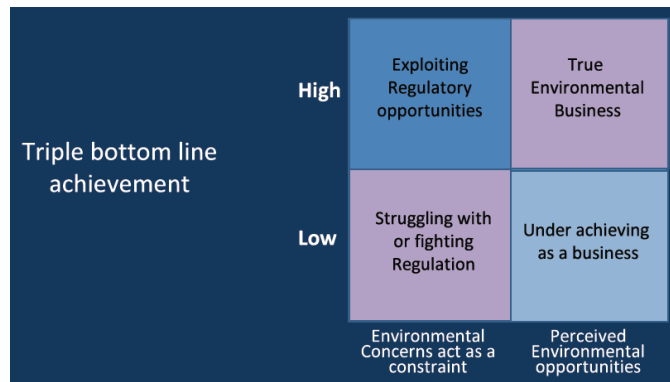 Exploiting
Regulatory
opportunities
True
Environmental
Business
High
Triple bottom line
achievement
Struggling with
or fighting
Regulation
Under achieving
as a business
Low
Environmental
Concerns act as a
constraint
Perceived
Environmental
opportunities